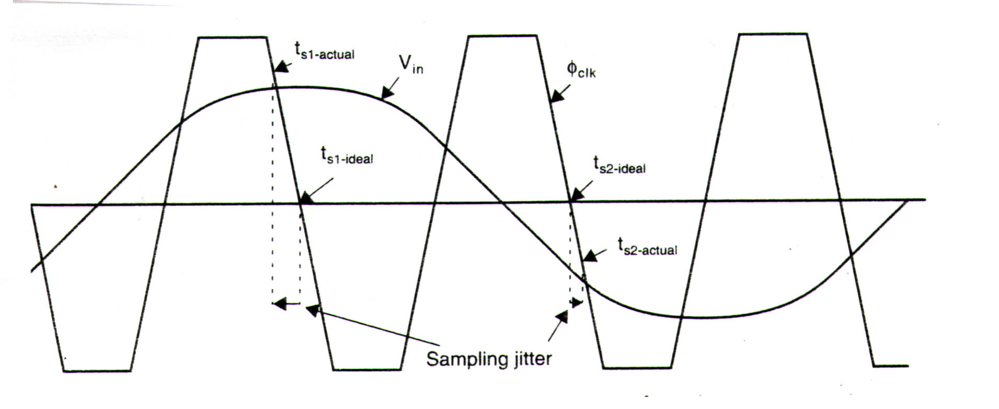 ts1-actual
Vin
ϕclk
ts1-ideal
ts2-ideal
ts2-actual
Sampling jitter